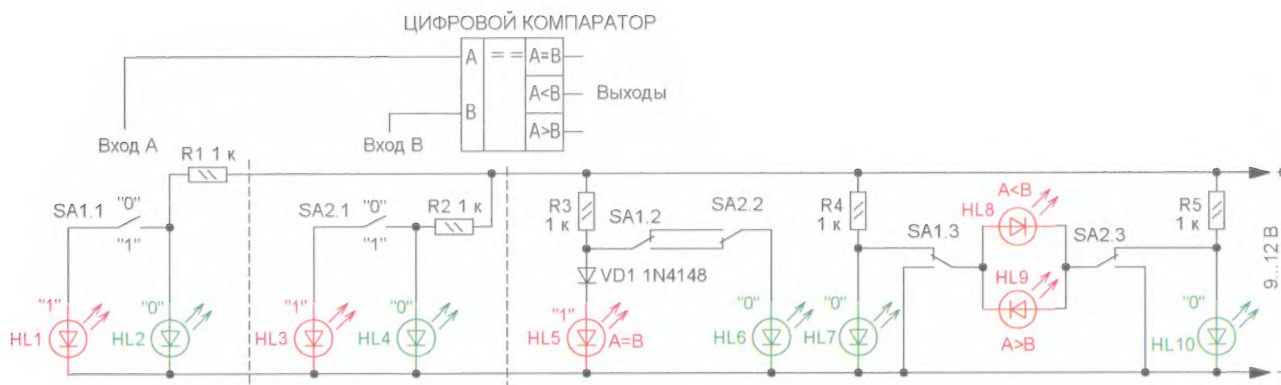 ЦИФРОВОЙ КОМПАРАТОР
A == A=B
A<B Выходы
B A>B
Вход А
Вход В
R1 1 к
SA1.1 "0"
"1"
SA2.1 "0"
"1"
R2 1 к
R3
1 к
SA1.2
SA2.2
VD1 1N4148
R4
1 к
SA1.3
A<B
HL8
HL9
A>B
SA2.3
R5
1 к
+
9...12 В
-
"1"
HL1
"0"
HL2
"1"
HL3
"0"
HL4
"1"
HL5
A=B
"0"
HL6
"0"
HL7
"0"
HL10